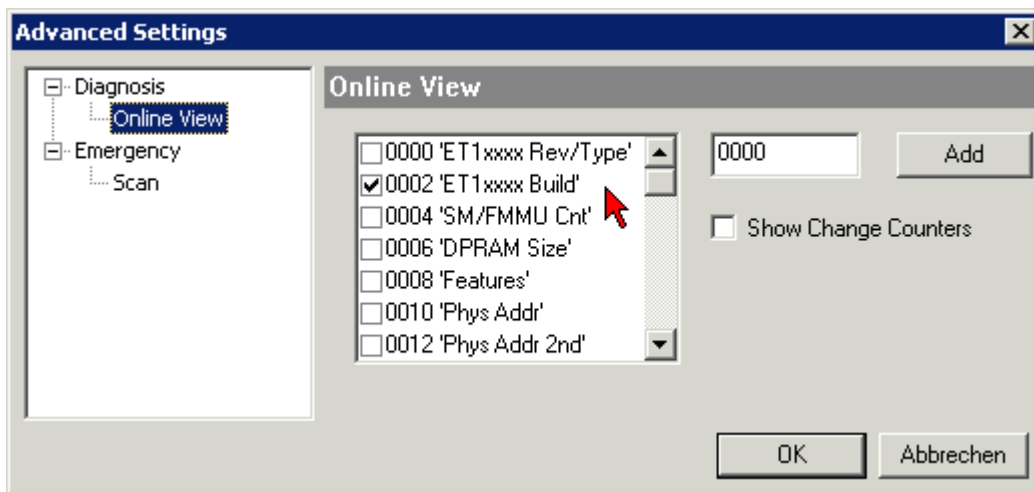 Advanced Settings
Diagnosis
Online View
Emergency
Scan
Online View
0000 'ET1xxxx Rev/Type'
0002 'ET1xxxx Build'
0004 'SM/FMMU Cnt'
0006 'DPRAM Size'
0008 'Features'
0010 'Phys Addr'
0012 'Phys Addr 2nd'
0000
Add
Show Change Counters
OK
Abbrechen